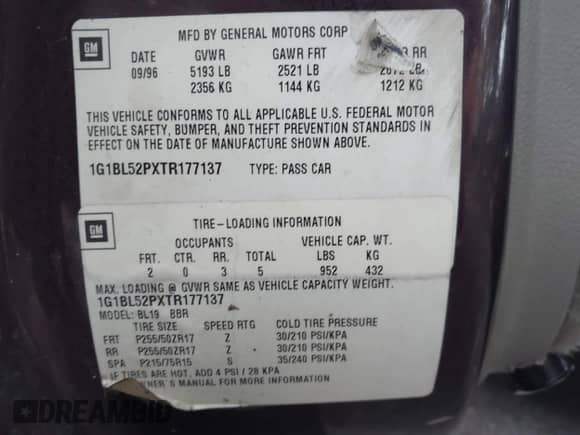 GM
MFD BY GENERAL MOTORS CORP
DATE GVWR GAWR FRT RR
09/96 5193 LB 2521 LB 2672 LB
2356 KG 1144 KG 1212 KG
THIS VEHICLE CONFORMS TO ALL APPLICABLE U.S. FEDERAL MOTOR
VEHICLE SAFETY, BUMPER, AND THEFT PREVENTION STANDARDS IN
EFFECT ON THE DATE OF MANUFACTURE SHOWN ABOVE.
1G1BL52PXTR177137 TYPE: PASS CAR
GM
TIRE-LOADING INFORMATION
OCCUPANTS VEHICLE CAP. WT.
FRT. CTR. RR. TOTAL LBS KG
2 0 3 5 952 432
MAX. LOADING @ GVWR SAME AS VEHICLE CAPACITY WEIGHT.
1G1BL52PXTR177137
MODEL: BL19 BBR
TIRE SIZE SPEED RTG COLD TIRE PRESSURE
FRT P255/50ZR17 Z 30/210 PSI/KPA
RR P255/50ZR17 Z 30/210 PSI/KPA
SPA P215/75R15 S 35/240 PSI/KPA
IF TIRES ARE HOT, ADD 4 PSI/28 KPA
OWNER'S MANUAL FOR MORE INFORMATION
DREAMBID